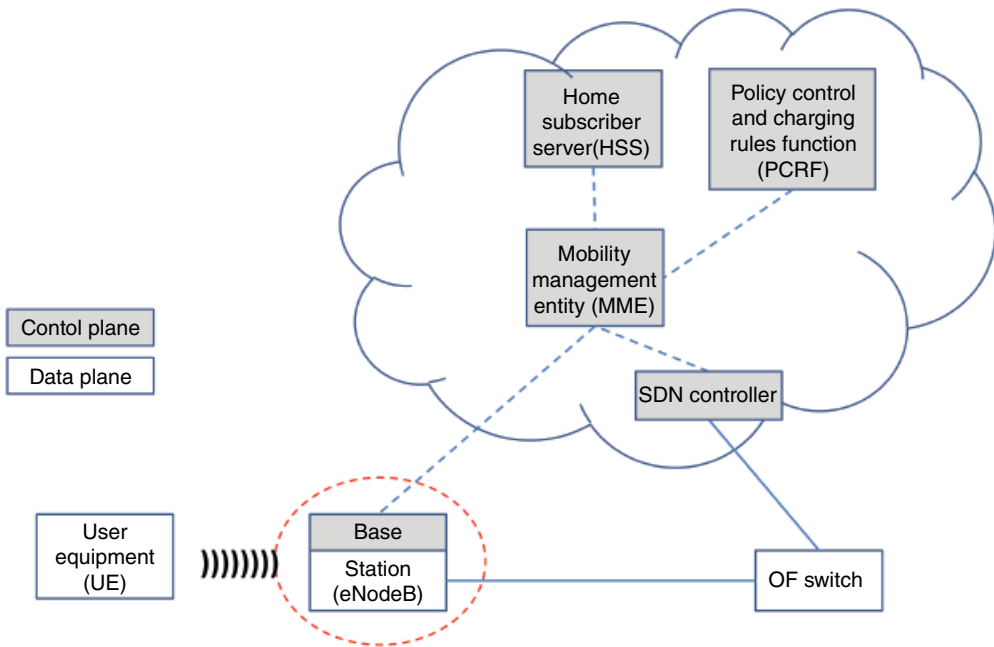 Home
subscriber
server(HSS)
Policy control
and charging
rules function
(PCRF)
Mobility
management
entity (MME)
Contol plane
Data plane
SDN controller
User
equipment
(UE)
Base
Station
(eNodeB)
OF switch